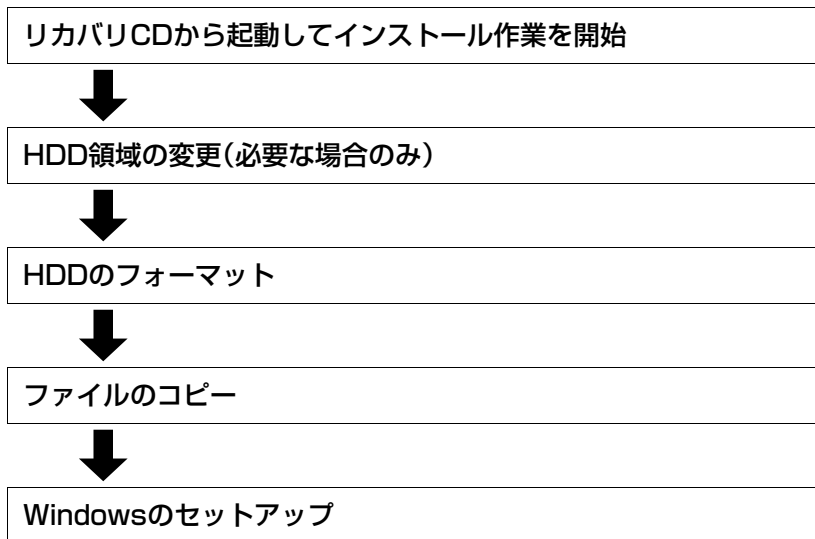 リカバリCDから起動してインストール作業を開始
HDD領域の変更(必要な場合のみ)
HDDのフォーマット
ファイルのコピー
Windowsのセットアップ